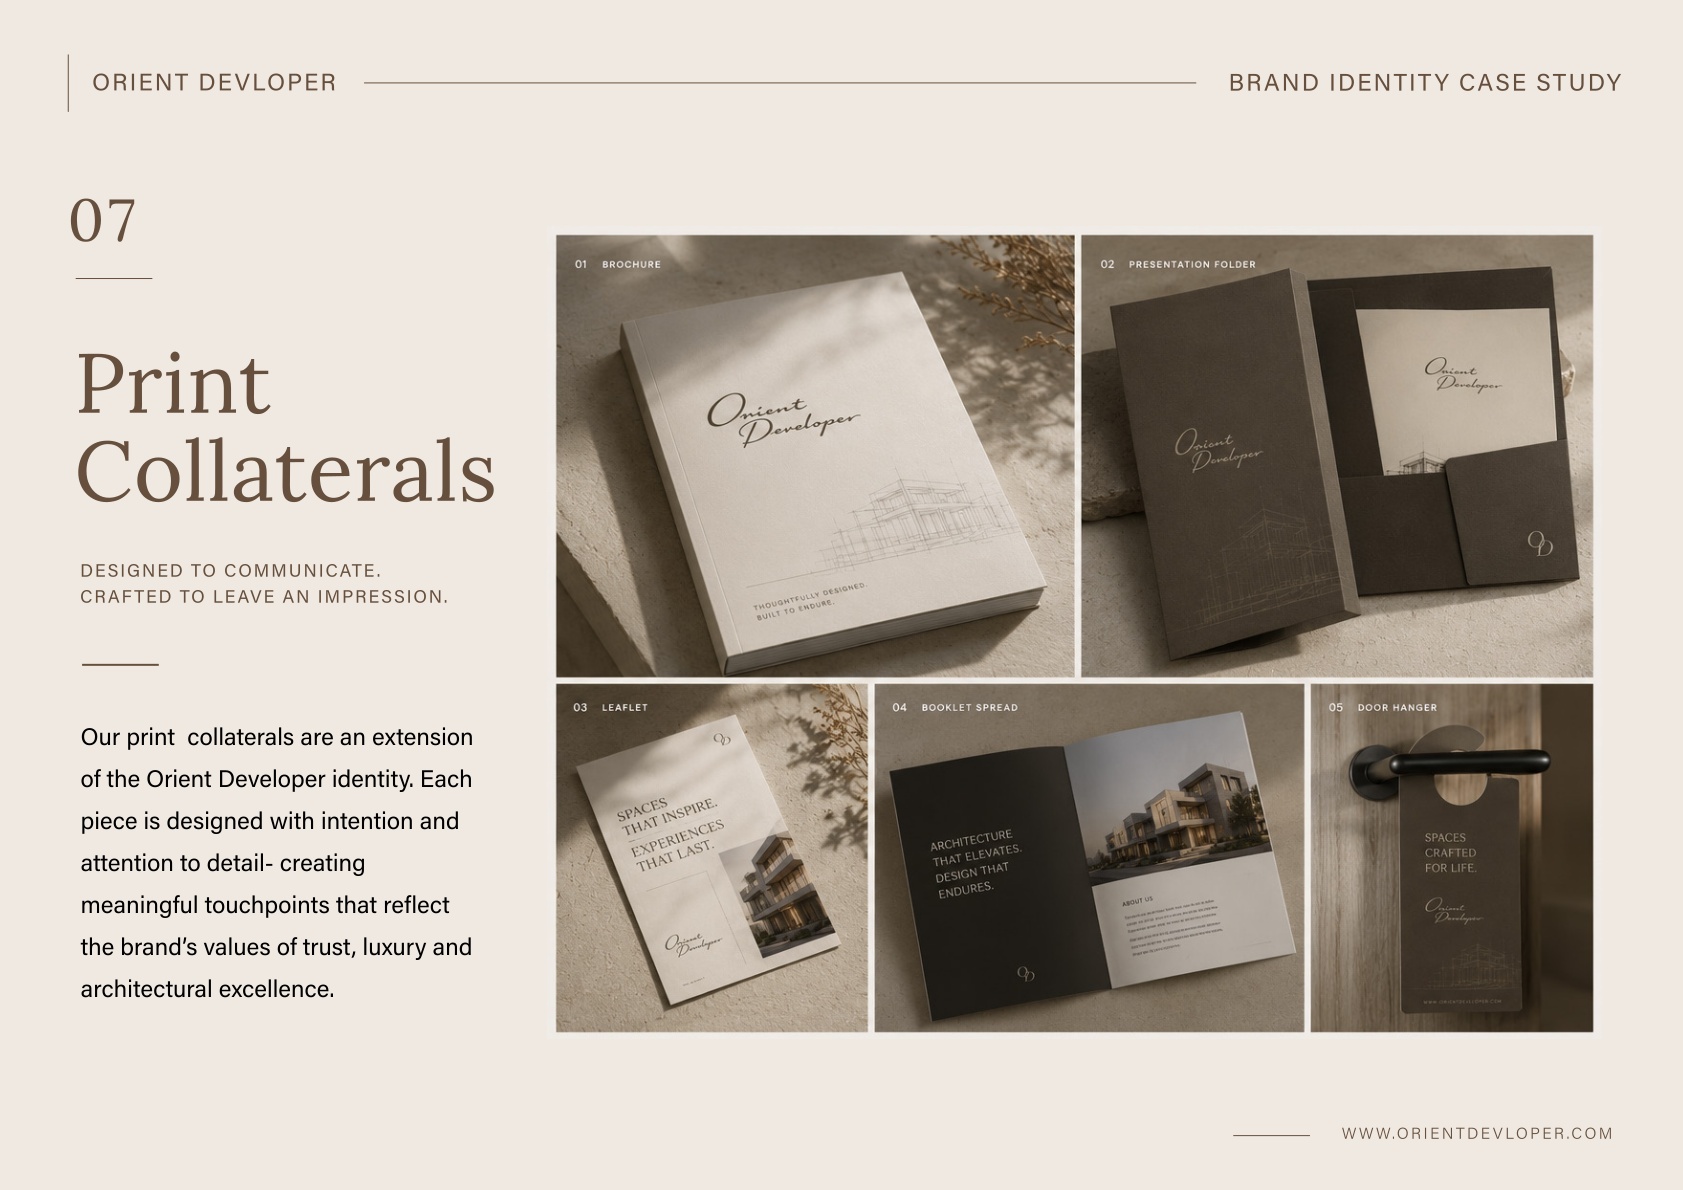 ORIENT DEVLOPER
BRAND IDENTITY CASE STUDY
07
Print
Collaterals
DESIGNED TO COMMUNICATE.
CRAFTED TO LEAVE AN IMPRESSION.
Our print  collaterals are an extension
of the Orient Developer identity. Each
piece is designed with intention and
attention to detail- creating
meaningful touchpoints that reflect
the brand's values of trust, luxury and
architectural excellence.
01 BROCHURE
Orient
Developer
THOUGHTFULLY DESIGNED.
BUILT TO ENDURE.
02 PRESENTATION FOLDER
Orient
Developer
Orient
Developer
OD
03 LEAFLET
OD
SPACES
THAT INSPIRE.
EXPERIENCES
THAT LAST.
Orient
Developer
04 BOOKLET SPREAD
ARCHITECTURE
THAT ELEVATES.
DESIGN THAT
ENDURES.
OD
ABOUT US
05 DOOR HANGER
SPACES
CRAFTED
FOR LIFE.
Orient
Developer
WWW.ORIENTDEVLOPER.COM